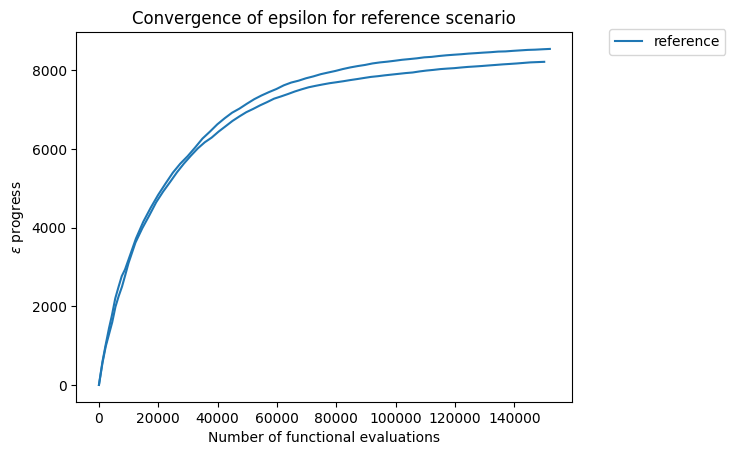 Convergence of epsilon for reference scenario
reference
8000
6000
4000
2000
0
ε progress
0 20000 40000 60000 80000 100000 120000 140000
Number of functional evaluations